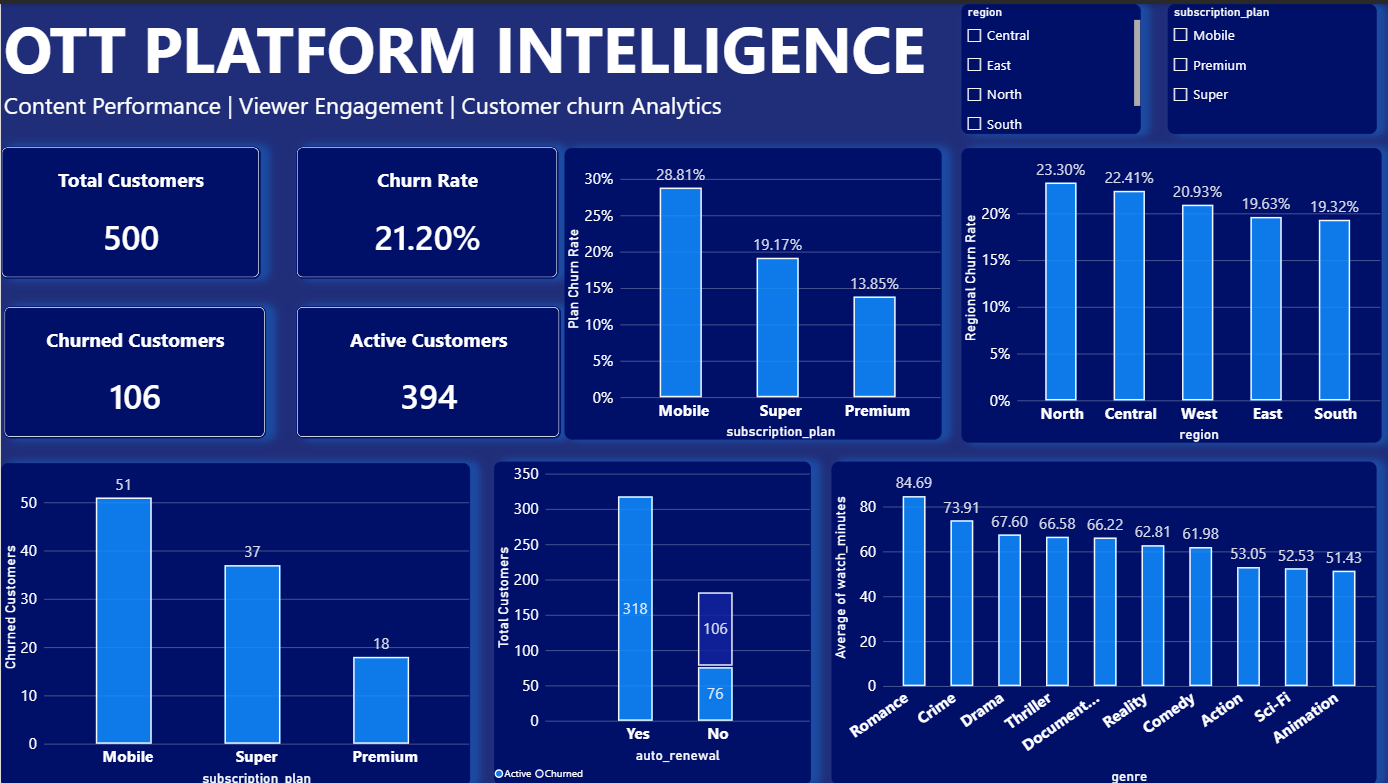 OTT PLATFORM INTELLIGENCE
Content Performance | Viewer Engagement | Customer churn Analytics
region
Central
East
North
South
subscription_plan
Mobile
Premium
Super
Total Customers
500
Churn Rate
21.20%
Churned Customers
106
Active Customers
394
Plan Churn Rate
30%
25%
20%
15%
10%
5%
0%
28.81%
19.17%
13.85%
Mobile
Super
Premium
subscription_plan
Regional Churn Rate
20%
15%
10%
5%
0%
23.30%
22.41%
20.93%
19.63%
19.32%
North
Central
West
East
South
region
Churned Customers
50
40
30
20
10
0
51
37
18
Mobile
Super
Premium
subscription_plan
Total Customers
350
300
250
200
150
100
50
0
318
106
76
Yes
No
auto_renewal
Active
Churned
Average of watch_minutes
80
60
40
20
0
84.69
73.91
67.60
66.58
66.22
62.81
61.98
53.05
52.53
51.43
Romance
Crime
Drama
Thriller
Document...
Reality
Comedy
Action
Sci-Fi
Animation
genre